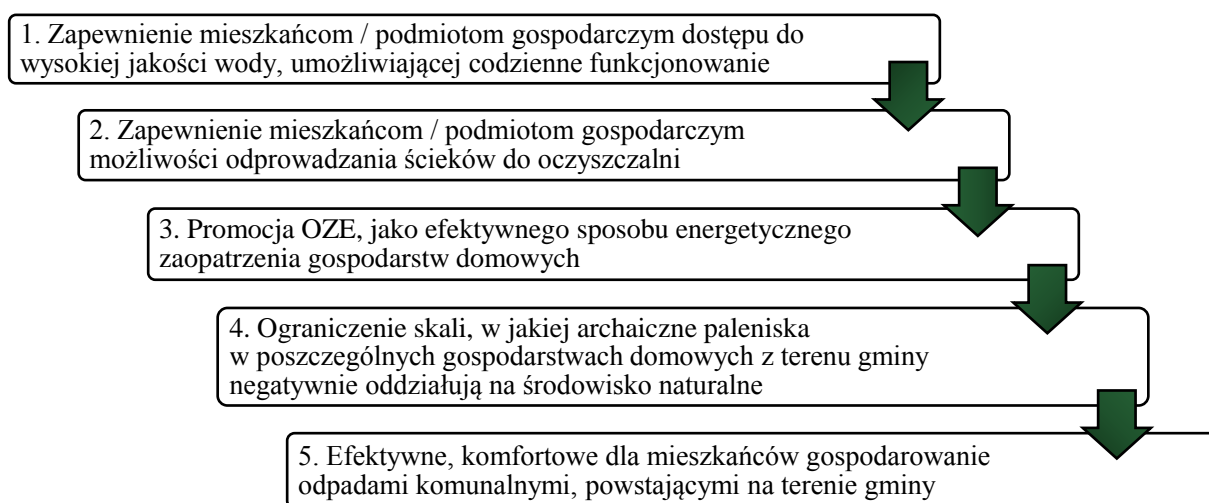 1. Zapewnienie mieszkańcom / podmiotom gospodarczym dostępu do
wysokiej jakości wody, umożliwiającej codzienne funkcjonowanie
2. Zapewnienie mieszkańcom / podmiotom gospodarczym
możliwości odprowadzania ścieków do oczyszczalni
3. Promocja OZE, jako efektywnego sposobu energetycznego
zaopatrzenia gospodarstw domowych
4. Ograniczenie skali, w jakiej archaiczne paleniska
w poszczególnych gospodarstwach domowych z terenu gminy
negatywnie oddziałują na środowisko naturalne
5. Efektywne, komfortowe dla mieszkańców gospodarowanie
odpadami komunalnymi, powstającymi na terenie gminy